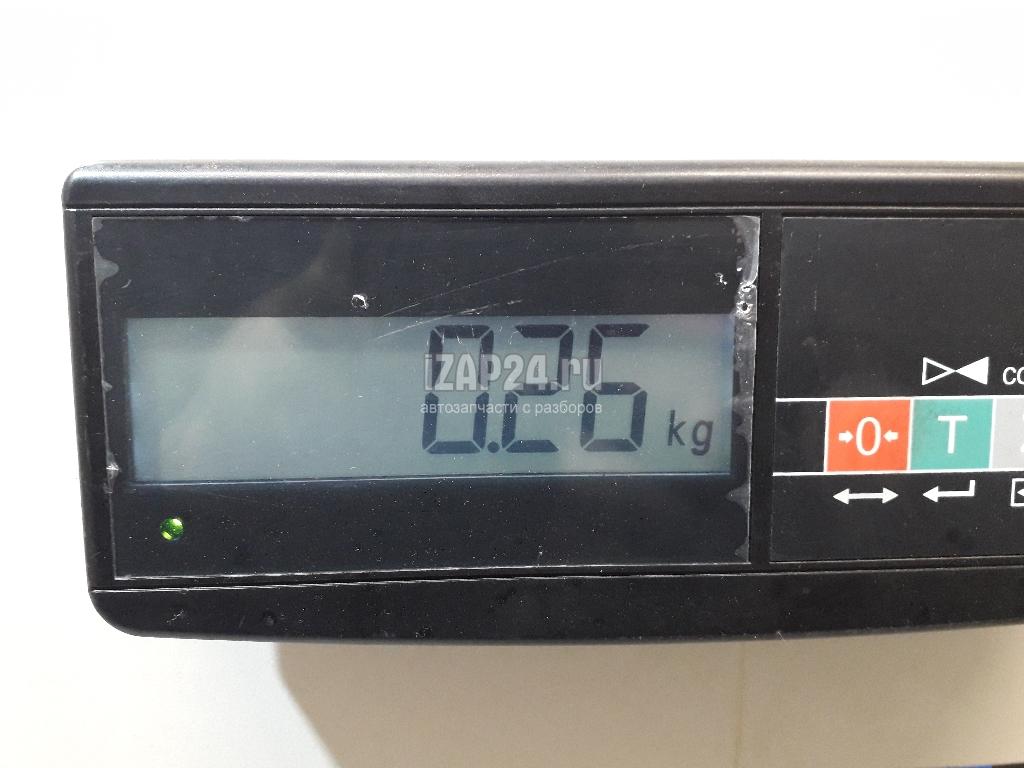 0.26 kg
iZAP24.ru
автозапчасти с разборов
→0← T